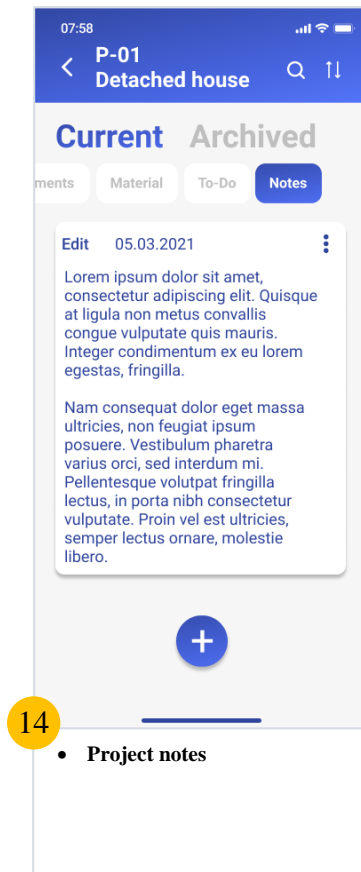 07:58
P-01
Detached house
Current Archived
ments Material To-Do Notes
Edit 05.03.2021
Lorem ipsum dolor sit amet,
consectetur adipiscing elit. Quisque
at ligula non metus convallis
congue vulputate quis mauris.
Integer condimentum ex eu lorem
egestas, fringilla.
Nam consequat dolor eget massa
ultricies, non feugiat ipsum
posuere. Vestibulum pharetra
varius orci, sed interdum mi.
Pellentesque volutpat fringilla
lectus, in porta nibh consectetur
vulputate. Proin vel est ultricies,
semper lectus ornare, molestie
libero.
14
• Project notes